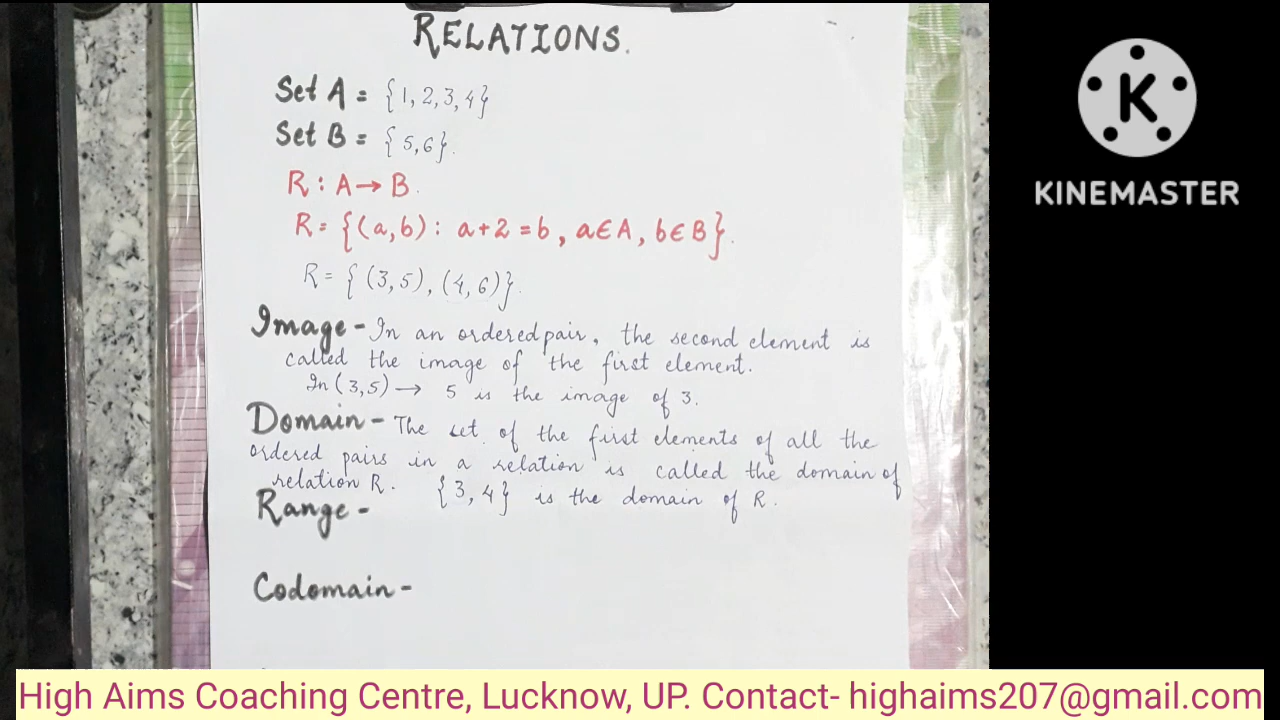 RELATIONS.
Set A = {1, 2, 3, 4}
Set B = {5, 6}.
R : A → B.
R = {(a, b) : a + 2 = b, a ∈ A, b ∈ B}.
R = {(3, 5), (4, 6)}.
Image - In an ordered pair, the second element is
called the image of the first element.
In (3, 5) → 5 is the image of 3.
Domain - The set of the first elements of all the
ordered pairs in a relation is called the domain of
relation R. {3, 4} is the domain of R.
Range -
Codomain -
K
KINEMASTER
High Aims Coaching Centre, Lucknow, UP. Contact- highaims207@gmail.com